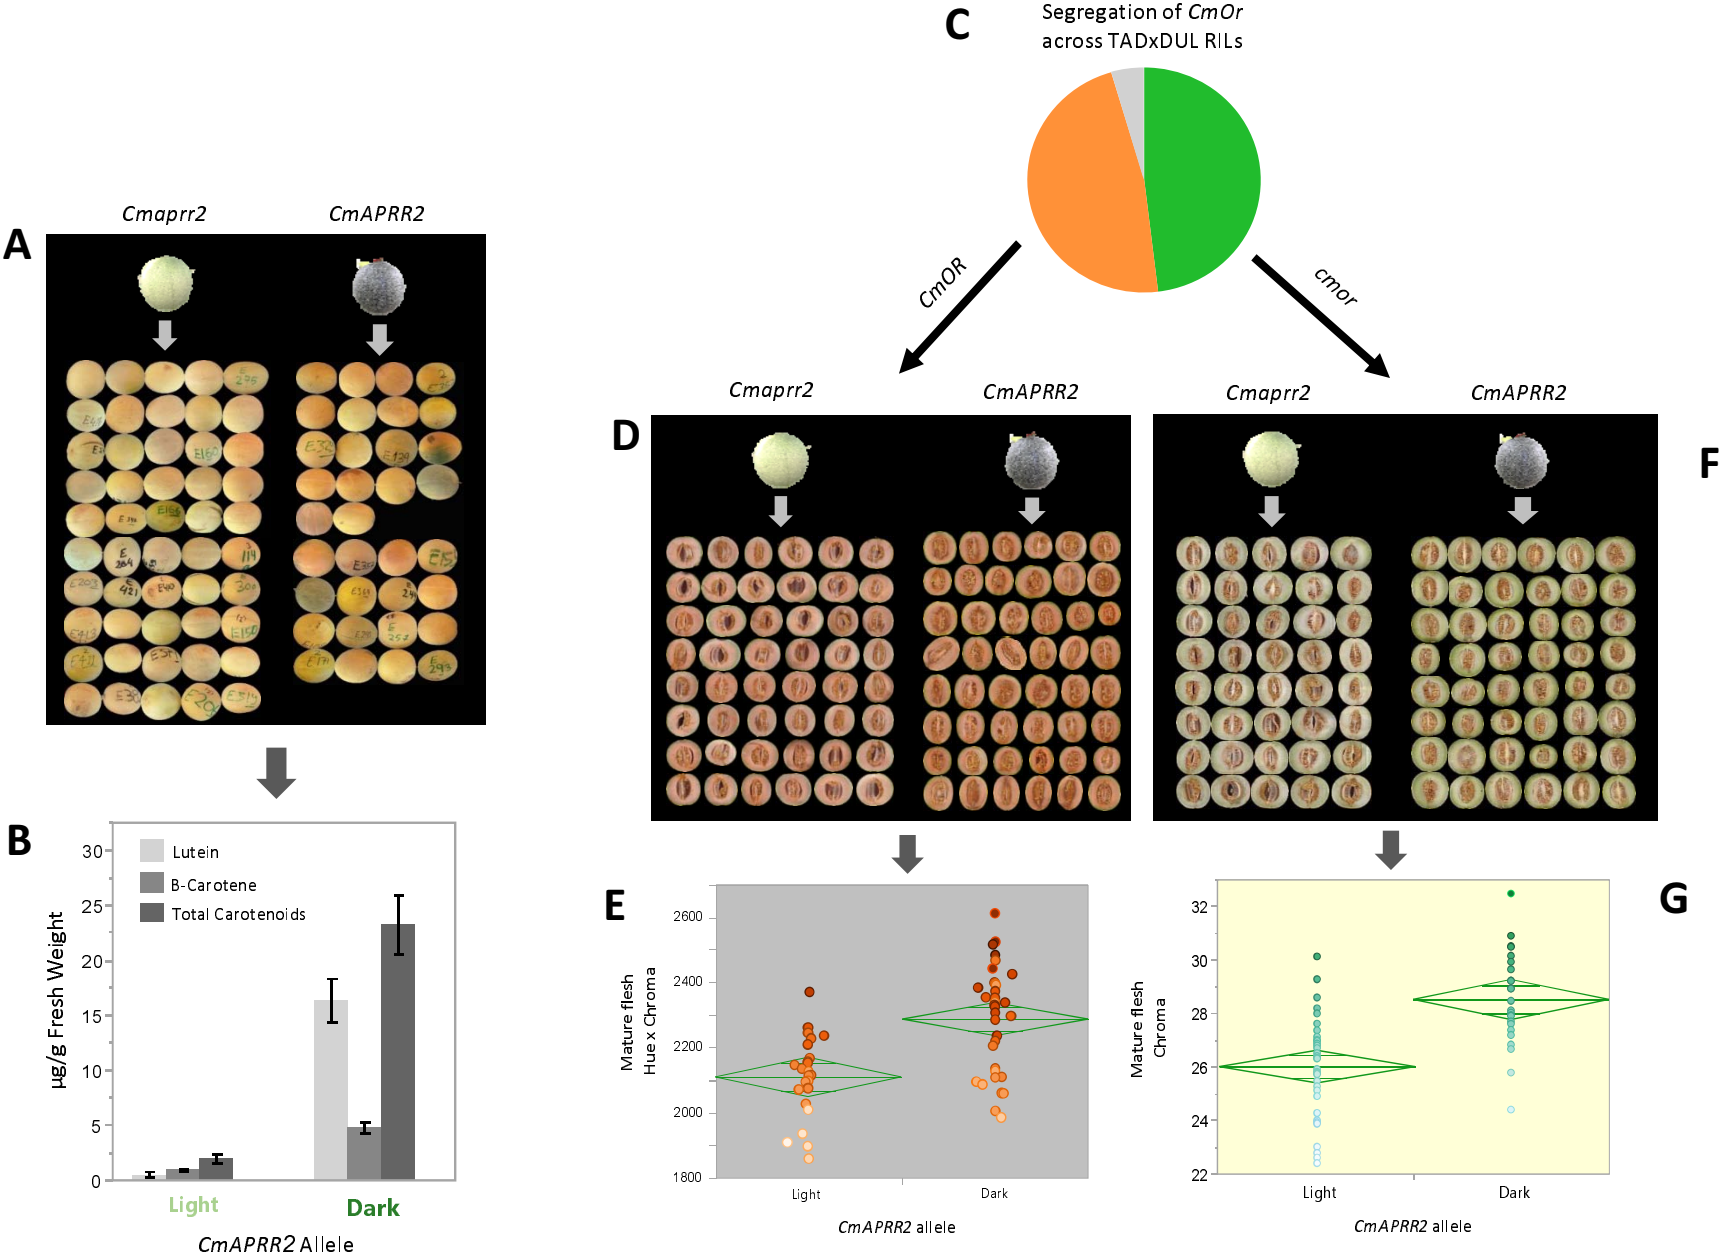 C
Segregation of CmOr
across TADxDUL RILs
CmOR
cmor
A
Cmaprr2
CmAPRR2
B
µg/g Fresh Weight
30
25
20
15
10
5
0
Lutein
B-Carotene
Total Carotenoids
Light
Dark
CmAPRR2 Allele
D
Cmaprr2
CmAPRR2
F
Cmaprr2
CmAPRR2
E
Mature flesh
Hue x Chroma
2600
2400
2200
2000
1800
Light
Dark
CmAPRR2 allele
G
Mature flesh
Chroma
32
30
28
26
24
22
Light
Dark
CmAPRR2 allele